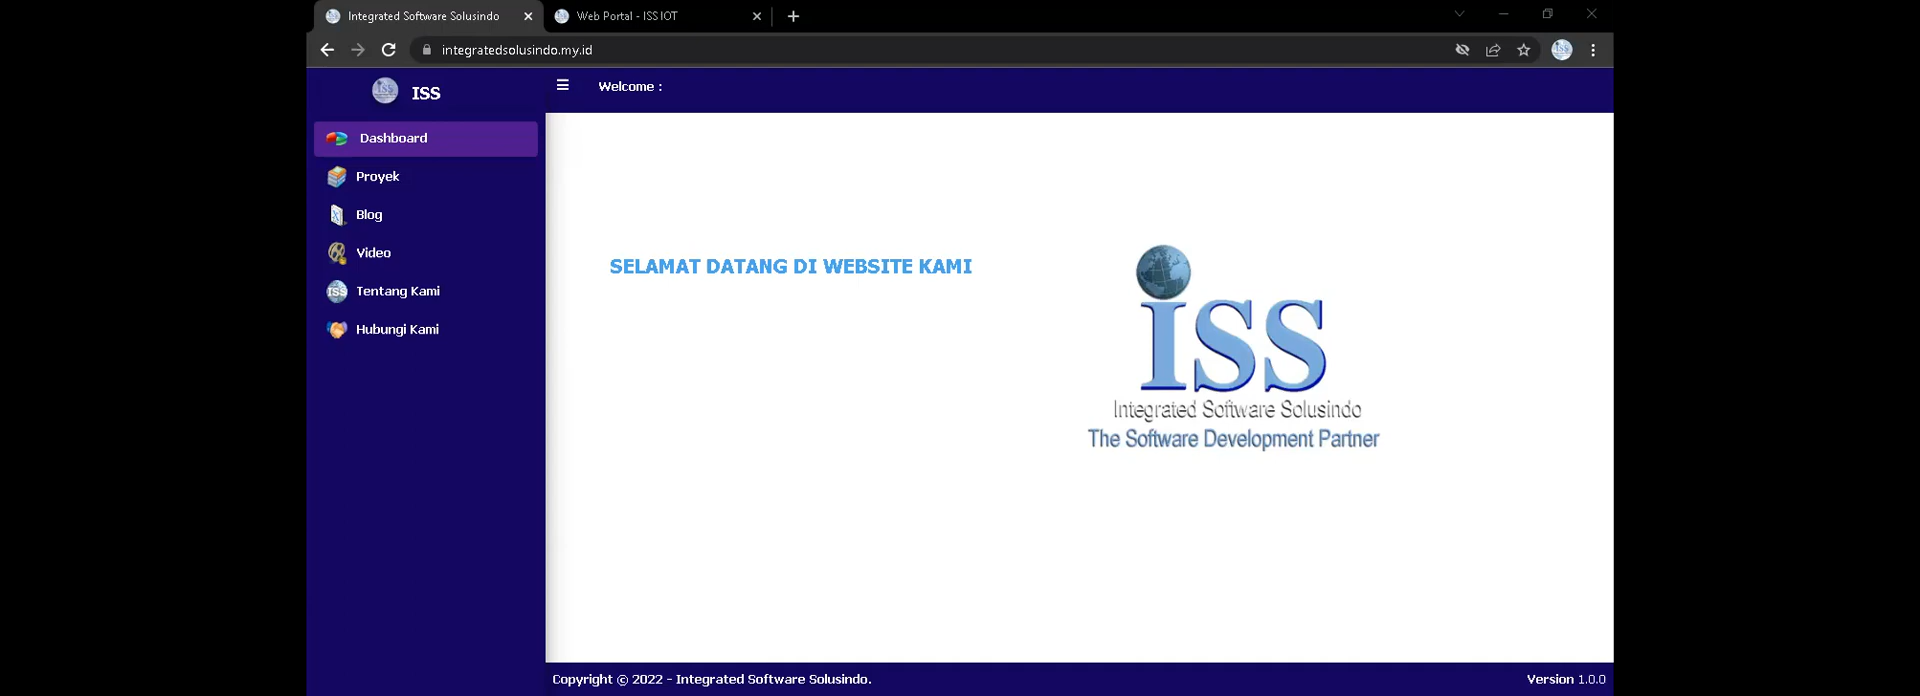 Integrated Software Solusindo
Web Portal - ISS IOT
integratedsolusindo.my.id
ISS
Welcome :
Dashboard
Proyek
Blog
Video
Tentang Kami
Hubungi Kami
SELAMAT DATANG DI WEBSITE KAMI
iSS
Integrated Software Solusindo
The Software Development Partner
Copyright © 2022 - Integrated Software Solusindo.
Version 1.0.0